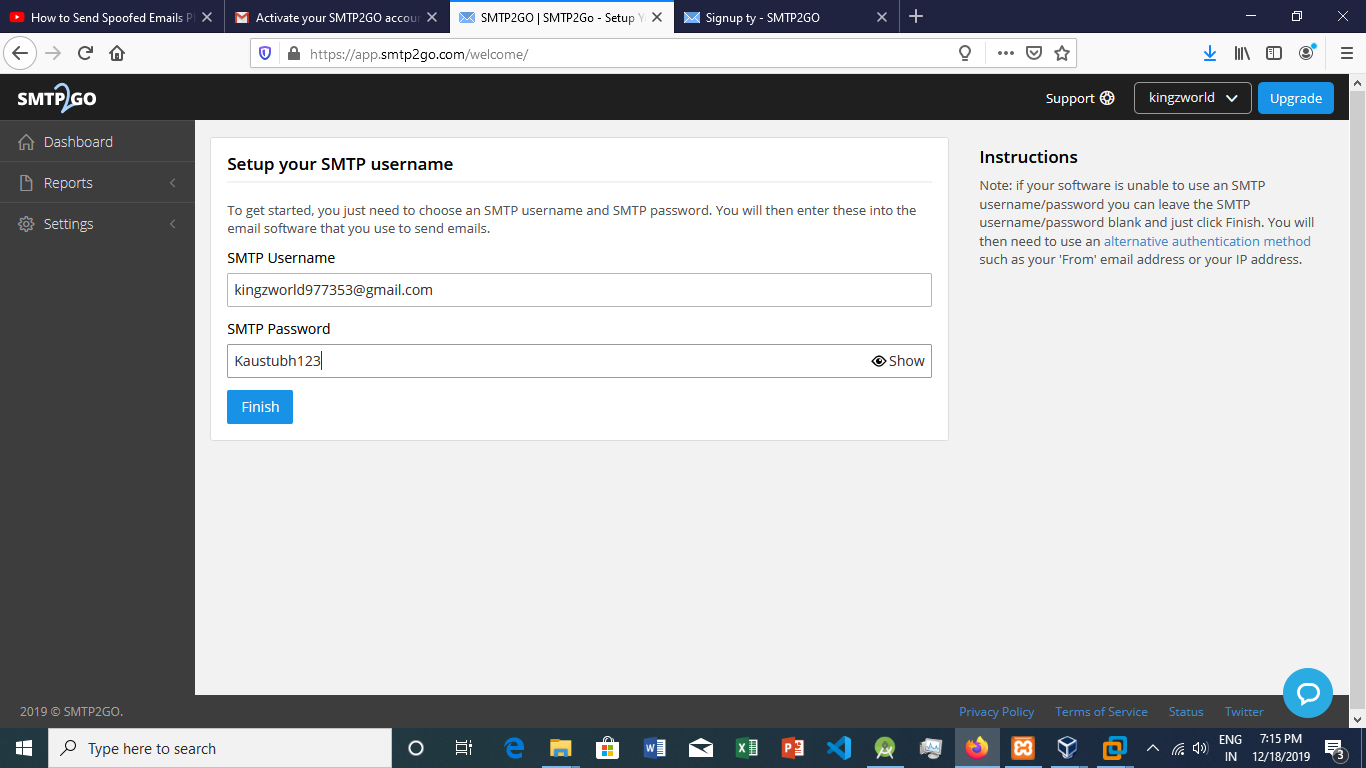 How to Send Spoofed Emails Pl
Activate your SMTP2GO accour
SMTP2GO | SMTP2Go - Setup Y
Signup ty - SMTP2GO
https://app.smtp2go.com/welcome/
SMTP2GO
Support
kingzworld
Upgrade
Dashboard
Reports
Settings
Setup your SMTP username
To get started, you just need to choose an SMTP username and SMTP password. You will then enter these into the
email software that you use to send emails.
SMTP Username
kingzworld977353@gmail.com
SMTP Password
Kaustubh123
Show
Finish
Instructions
Note: if your software is unable to use an SMTP
username/password you can leave the SMTP
username/password blank and just click Finish. You will
then need to use an alternative authentication method
such as your 'From' email address or your IP address.
2019 © SMTP2GO.
Privacy Policy
Terms of Service
Status
Twitter
Type here to search
ENG
IN
7:15 PM
12/18/2019
3